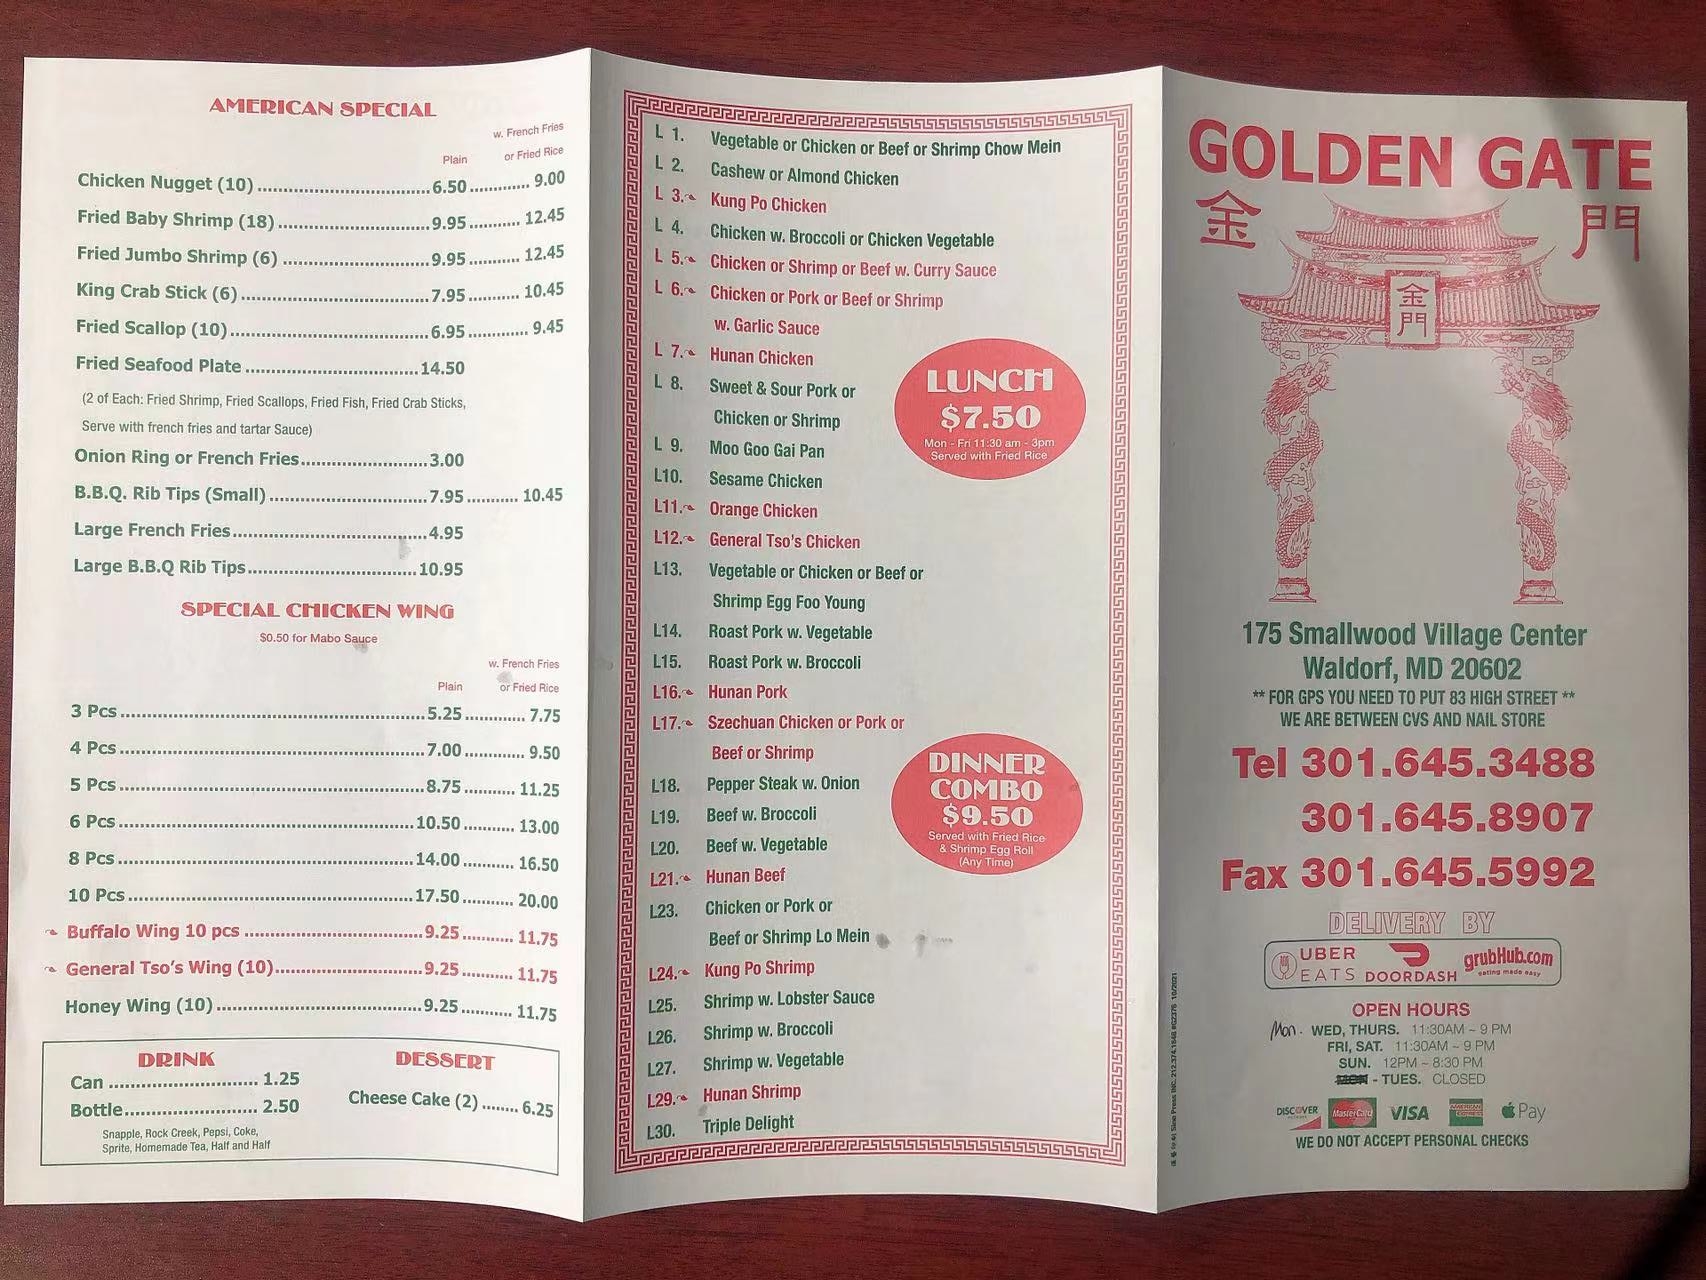 AMERICAN SPECIAL
w. French Fries
Plain or Fried Rice
Chicken Nugget (10) 6.50 9.00
Fried Baby Shrimp (18) 9.95 12.45
Fried Jumbo Shrimp (6) 9.95 12.45
King Crab Stick (6) 7.95 10.45
Fried Scallop (10) 6.95 9.45
Fried Seafood Plate 14.50
(2 of Each: Fried Shrimp, Fried Scallops, Fried Fish, Fried Crab Sticks,
Serve with french fries and tartar Sauce)
Onion Ring or French Fries 3.00
B.B.Q. Rib Tips (Small) 7.95 10.45
Large French Fries 4.95
Large B.B.Q Rib Tips 10.95
SPECIAL CHICKEN WING
$0.50 for Mabo Sauce
w. French Fries
Plain or Fried Rice
3 Pcs 5.25 7.75
4 Pcs 7.00 9.50
5 Pcs 8.75 11.25
6 Pcs 10.50 13.00
8 Pcs 14.00 16.50
10 Pcs 17.50 20.00
Buffalo Wing 10 pcs 9.25 11.75
General Tso's Wing (10) 9.25 11.75
Honey Wing (10) 9.25 11.75
DRINK
Can 1.25
Bottle 2.50
Snapple, Rock Creek, Pepsi, Coke,
Sprite, Homemade Tea, Half and Half
DESSERT
Cheese Cake (2) 6.25
L 1. Vegetable or Chicken or Beef or Shrimp Chow Mein
L 2. Cashew or Almond Chicken
L 3. Kung Po Chicken
L 4. Chicken w. Broccoli or Chicken Vegetable
L 5. Chicken or Shrimp or Beef w. Curry Sauce
L 6. Chicken or Pork or Beef or Shrimp
w. Garlic Sauce
L 7. Hunan Chicken
L 8. Sweet & Sour Pork or
Chicken or Shrimp
L 9. Moo Goo Gai Pan
L10. Sesame Chicken
L11. Orange Chicken
L12. General Tso's Chicken
L13. Vegetable or Chicken or Beef or
Shrimp Egg Foo Young
L14. Roast Pork w. Vegetable
L15. Roast Pork w. Broccoli
L16. Hunan Pork
L17. Szechuan Chicken or Pork or
Beef or Shrimp
L18. Pepper Steak w. Onion
L19. Beef w. Broccoli
L20. Beef w. Vegetable
L21. Hunan Beef
L23. Chicken or Pork or
Beef or Shrimp Lo Mein
L24. Kung Po Shrimp
L25. Shrimp w. Lobster Sauce
L26. Shrimp w. Broccoli
L27. Shrimp w. Vegetable
L29. Hunan Shrimp
L30. Triple Delight
LUNCH
$7.50
Mon - Fri 11:30 am - 3pm
Served with Fried Rice
DINNER
COMBO
$9.50
Served with Fried Rice
& Shrimp Egg Roll
(Any Time)
GOLDEN GATE
金 門
金
門
175 Smallwood Village Center
Waldorf, MD 20602
** FOR GPS YOU NEED TO PUT 83 HIGH STREET **
WE ARE BETWEEN CVS AND NAIL STORE
Tel 301.645.3488
301.645.8907
Fax 301.645.5992
DELIVERY BY
UBER
EATS
DOORDASH
grubHub.com
eating made easy
OPEN HOURS
Mon. WED, THURS. 11:30AM ~ 9 PM
FRI, SAT. 11:30AM ~ 9 PM
SUN. 12PM ~ 8:30 PM
MON - TUES. CLOSED
DISCOVER
MasterCard
VISA
AMERICAN EXPRESS
Pay
WE DO NOT ACCEPT PERSONAL CHECKS
Sino Press INC. 212.374.1846 #G2376 10/2021